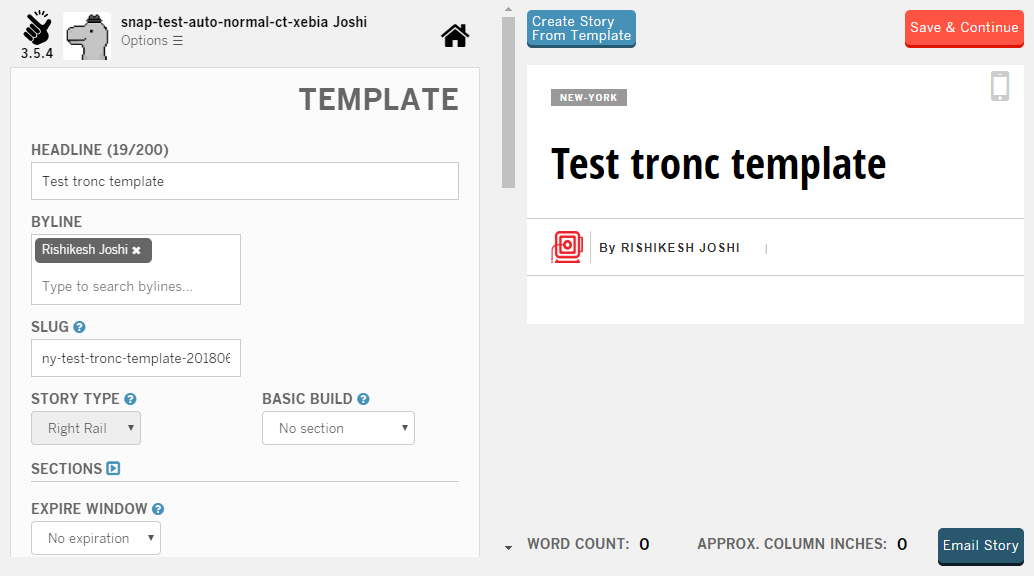 3.5.4
snap-test-auto-normal-ct-xebia Joshi
Options ☰
TEMPLATE
HEADLINE (19/200)
Test tronc template
BYLINE
Rishikesh Joshi ✖
Type to search bylines...
SLUG ?
ny-test-tronc-template-201806
STORY TYPE ?
BASIC BUILD ?
Right Rail
No section
SECTIONS
EXPIRE WINDOW ?
No expiration
Create Story
From Template
Save & Continue
NEW-YORK
Test tronc template
By RISHIKESH JOSHI |
WORD COUNT: 0
APPROX. COLUMN INCHES: 0
Email Story